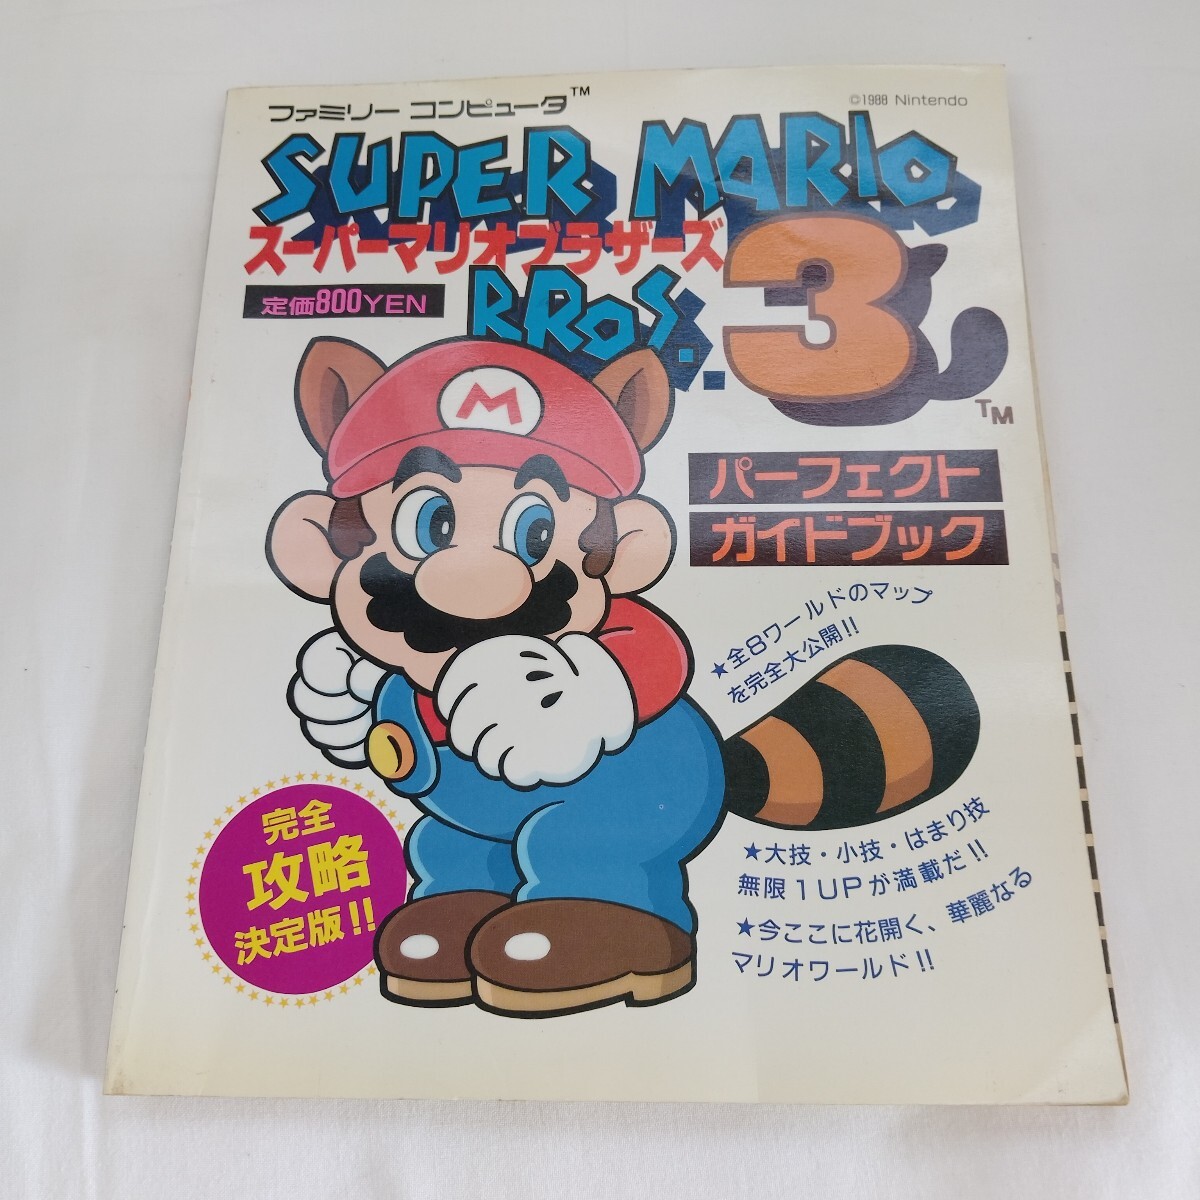 ファミリー コンピュータ™
©1988 Nintendo
SUPER MARIO
スーパーマリオブラザーズ
BROS. 3
TM
定価800YEN
M
パーフェクト
ガイドブック
★全8ワールドのマップ
を完全大公開!!
完全
攻略
決定版!!
★大技・小技・はまり技
無限1UPが満載だ!!
★今ここに花開く、華麗なる
マリオワールド!!